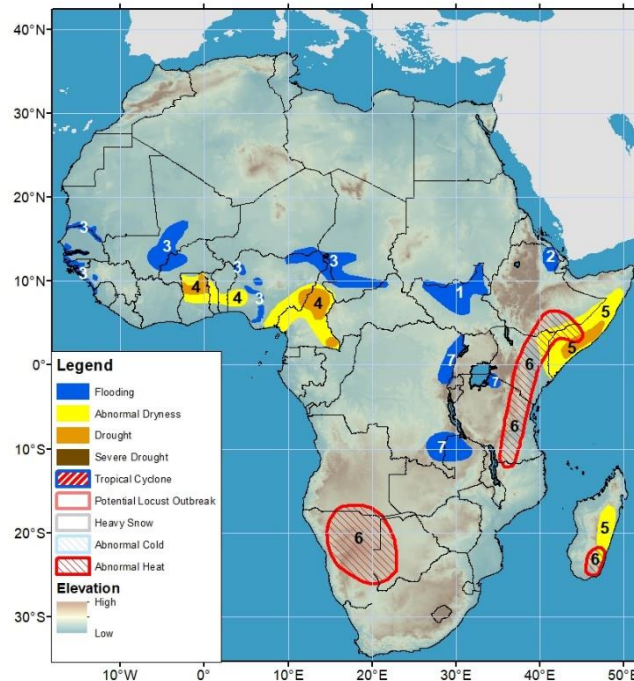 40°N
30°N
20°N
10°N
0°
10°S
20°S
30°S
3
3
3
3
3
3
4
4
4
1
2
5
5
6
6
7
7
7
6
5
6
Legend
Flooding
Abnormal Dryness
Drought
Severe Drought
Tropical Cyclone
Potential Locust Outbreak
Heavy Snow
Abnormal Cold
Abnormal Heat
Elevation
High
Low
10°W
0°
10°E
20°E
30°E
40°E
50°E